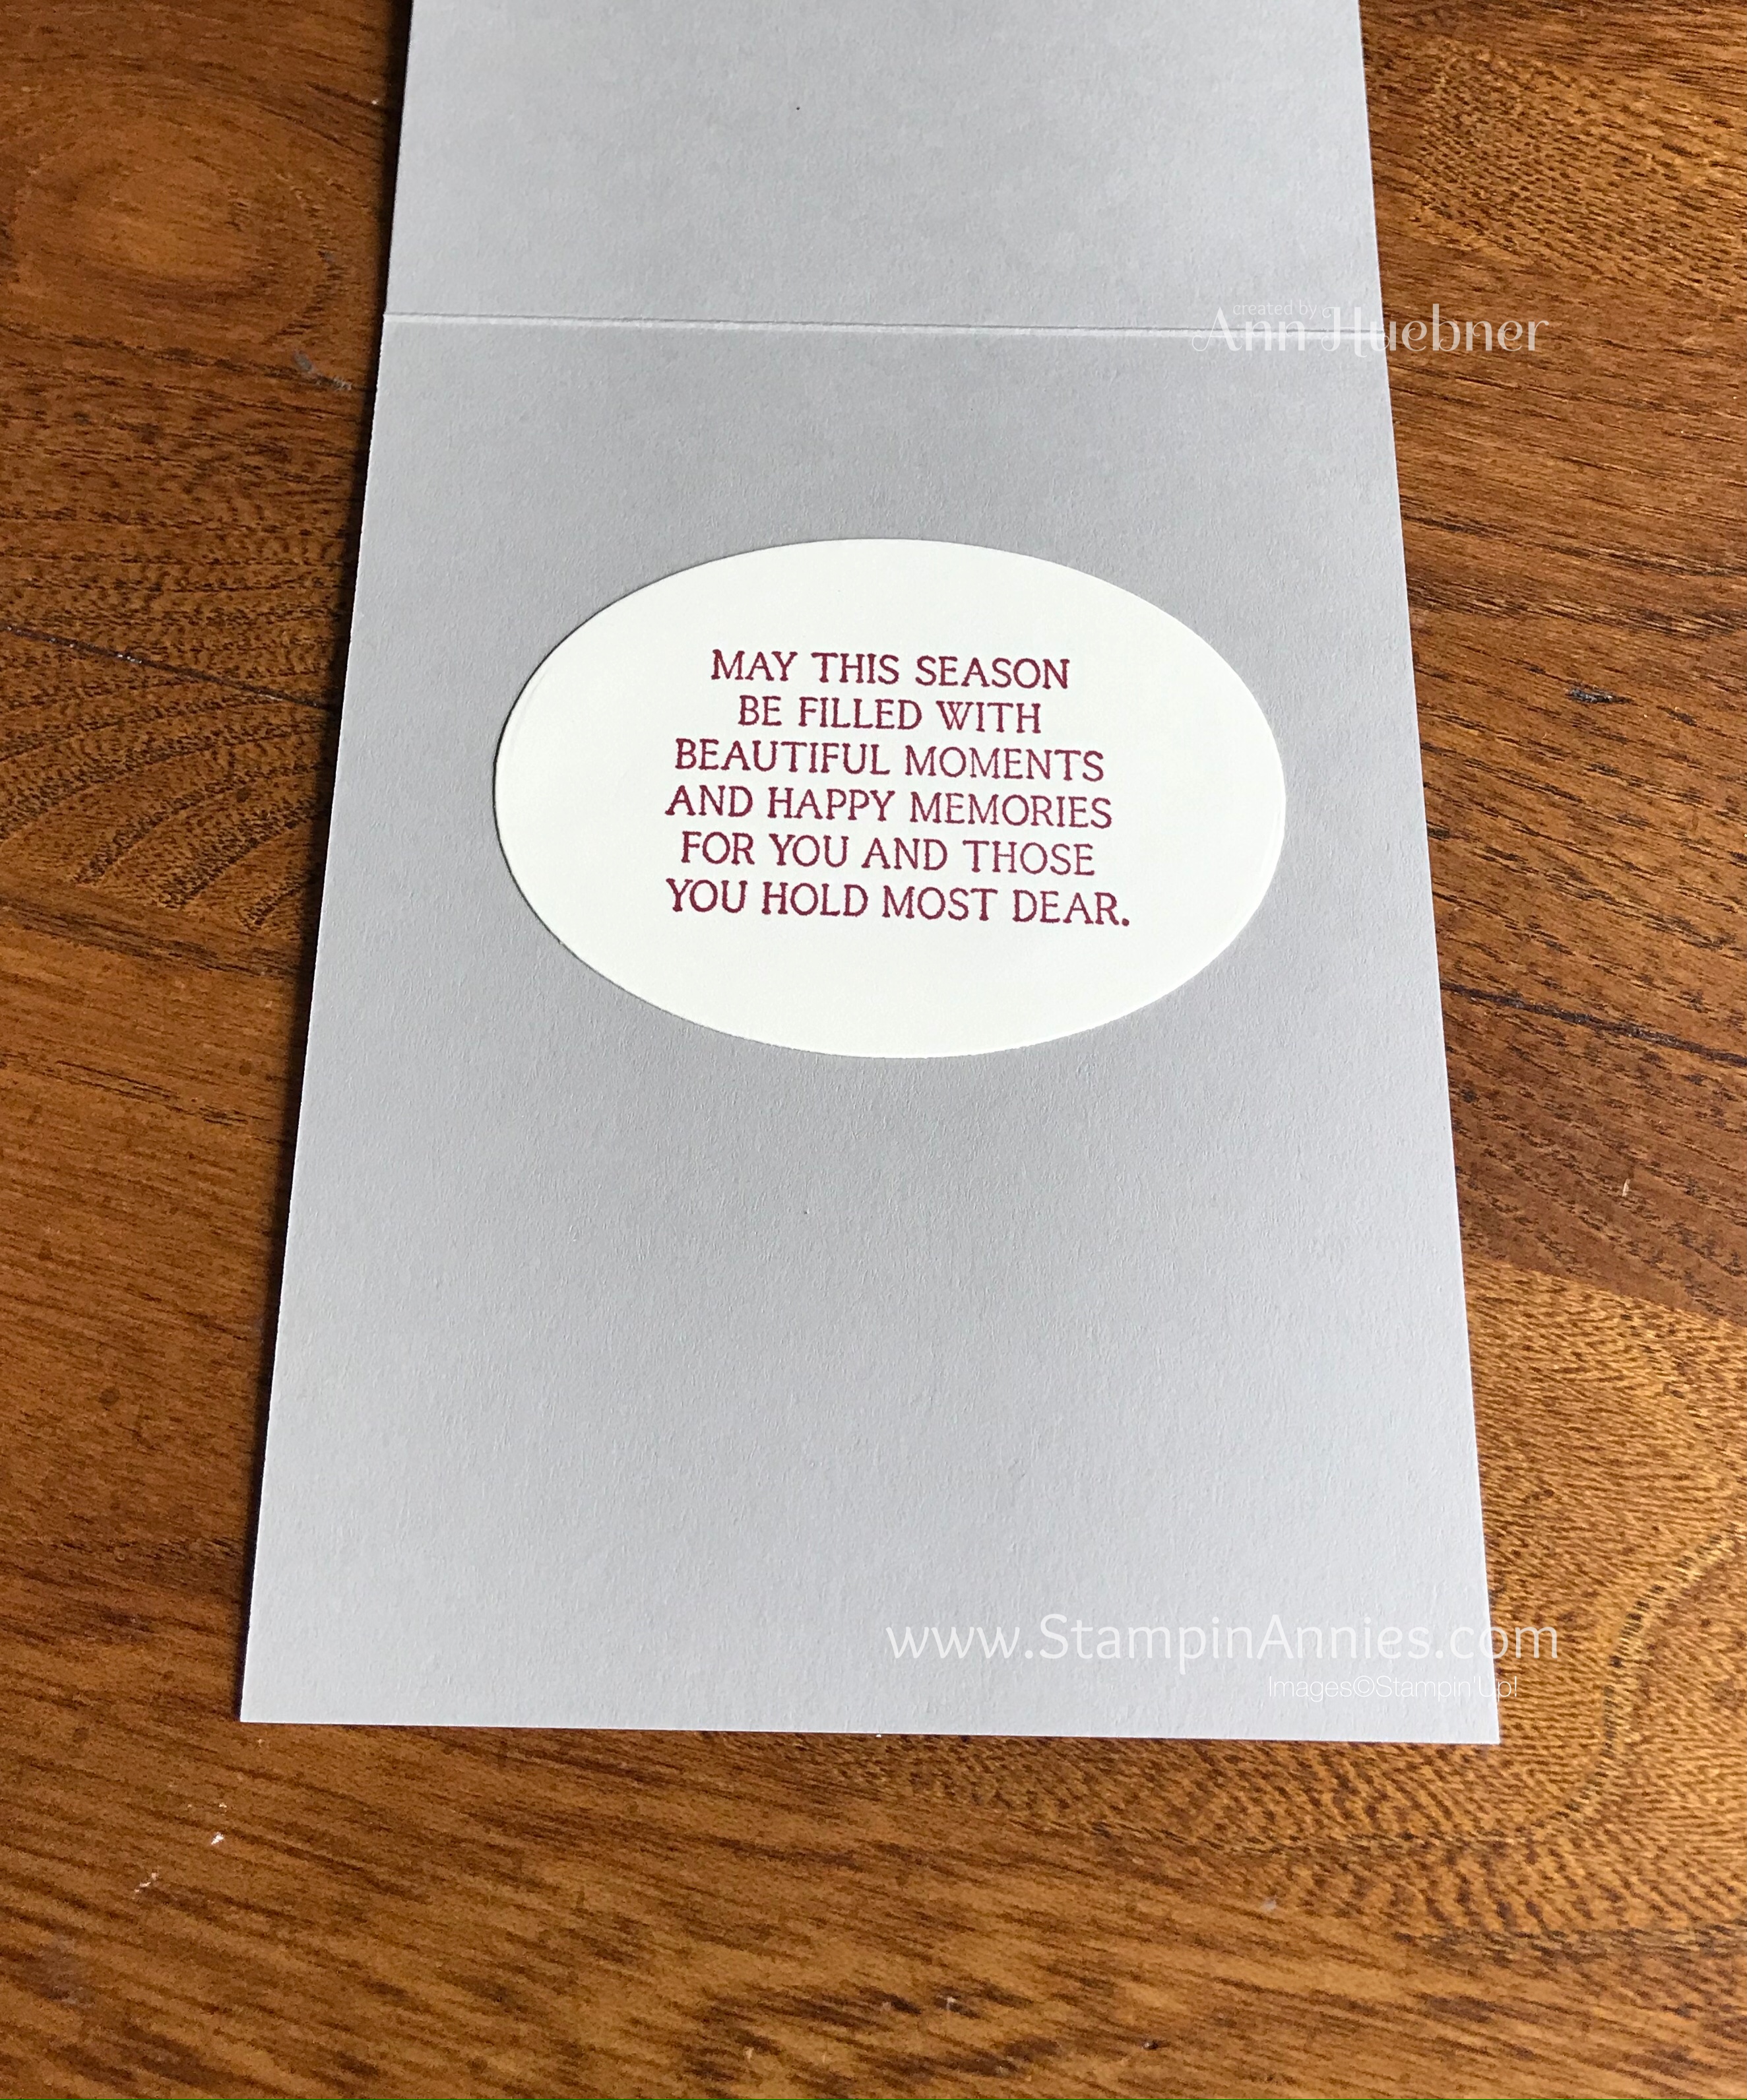 created by
Ann Huebner
MAY THIS SEASON
BE FILLED WITH
BEAUTIFUL MOMENTS
AND HAPPY MEMORIES
FOR YOU AND THOSE
YOU HOLD MOST DEAR.
www.StampinAnnies.com
Images©Stampin'Up!